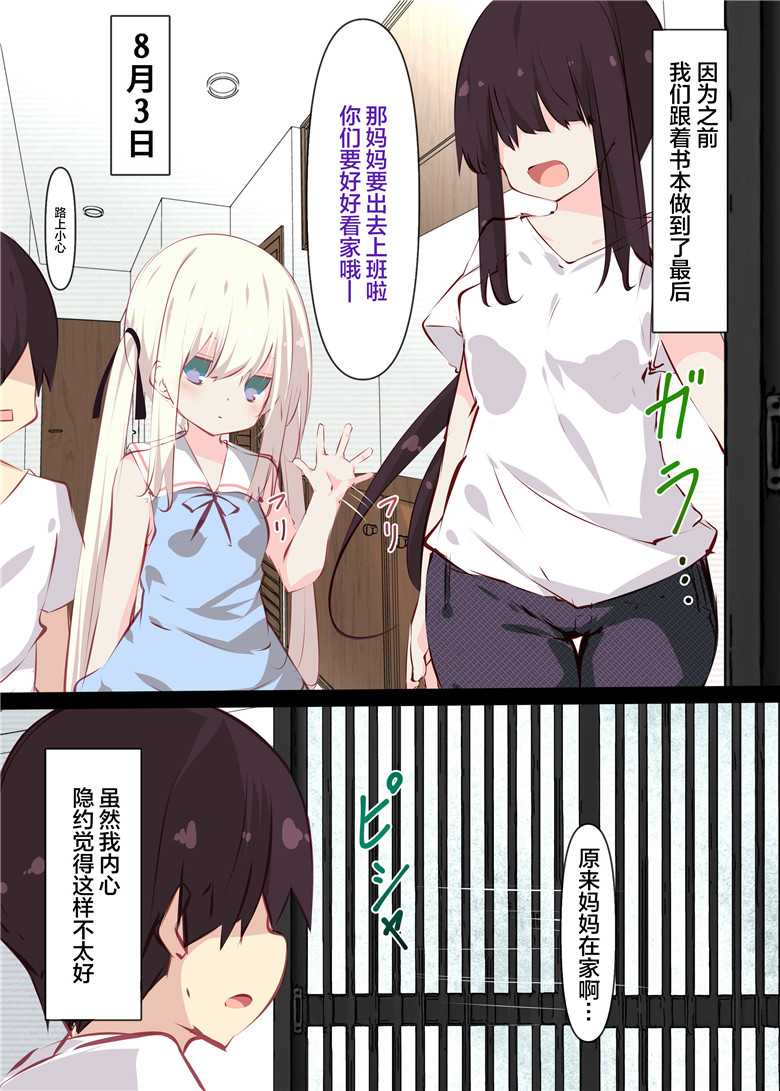 因为之前
我们跟着书本做到了最后
那妈妈要出去上班啦
你们要好好看家哦ー
8月3日
路上小心
ガラ…
フリ
フリ
ピシャ
原来妈妈在家啊…
虽然我内心
隐约觉得这样不太好